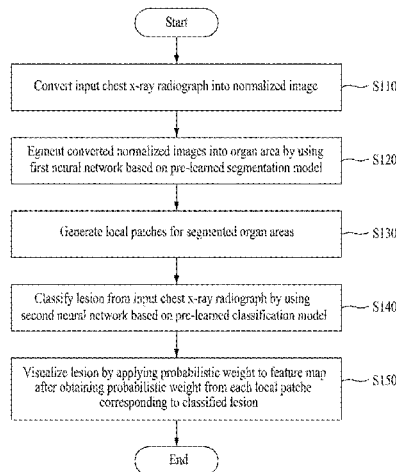 Start
Convert input chest x-ray radiograph into normalized image
S110
Egment converted normalized images into organ area by using
first neural network based on pre-learned segmentation model
S120
Generate local patches for segmented organ areas
S130
Classify lesion from input chest x-ray radiograph by using
second neural network based on pre-learned classification model
S140
Visualize lesion by applying probabilistic weight to feature map
after obtaining probabilistic weight from each local patche
corresponding to classified lesion
S150
End